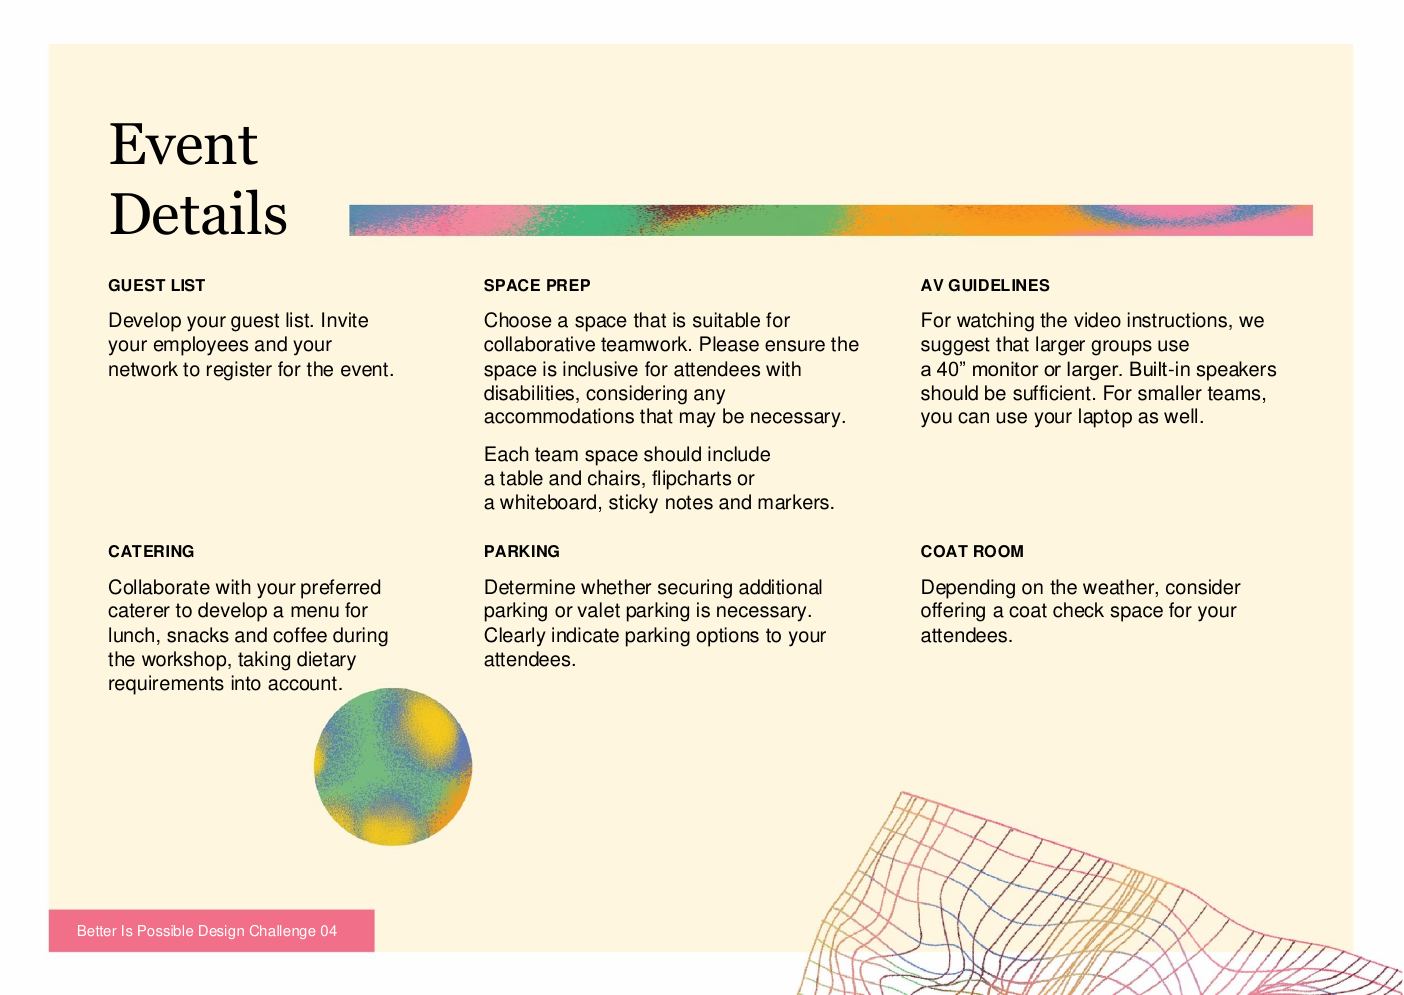 Event
Details
GUEST LIST
Develop your guest list. Invite
your employees and your
network to register for the event.
SPACE PREP
Choose a space that is suitable for
collaborative teamwork. Please ensure the
space is inclusive for attendees with
disabilities, considering any
accommodations that may be necessary.
Each team space should include
a table and chairs, flipcharts or
a whiteboard, sticky notes and markers.
AV GUIDELINES
For watching the video instructions, we
suggest that larger groups use
a 40” monitor or larger. Built-in speakers
should be sufficient. For smaller teams,
you can use your laptop as well.
CATERING
Collaborate with your preferred
caterer to develop a menu for
lunch, snacks and coffee during
the workshop, taking dietary
requirements into account.
PARKING
Determine whether securing additional
parking or valet parking is necessary.
Clearly indicate parking options to your
attendees.
COAT ROOM
Depending on the weather, consider
offering a coat check space for your
attendees.
Better Is Possible Design Challenge 04